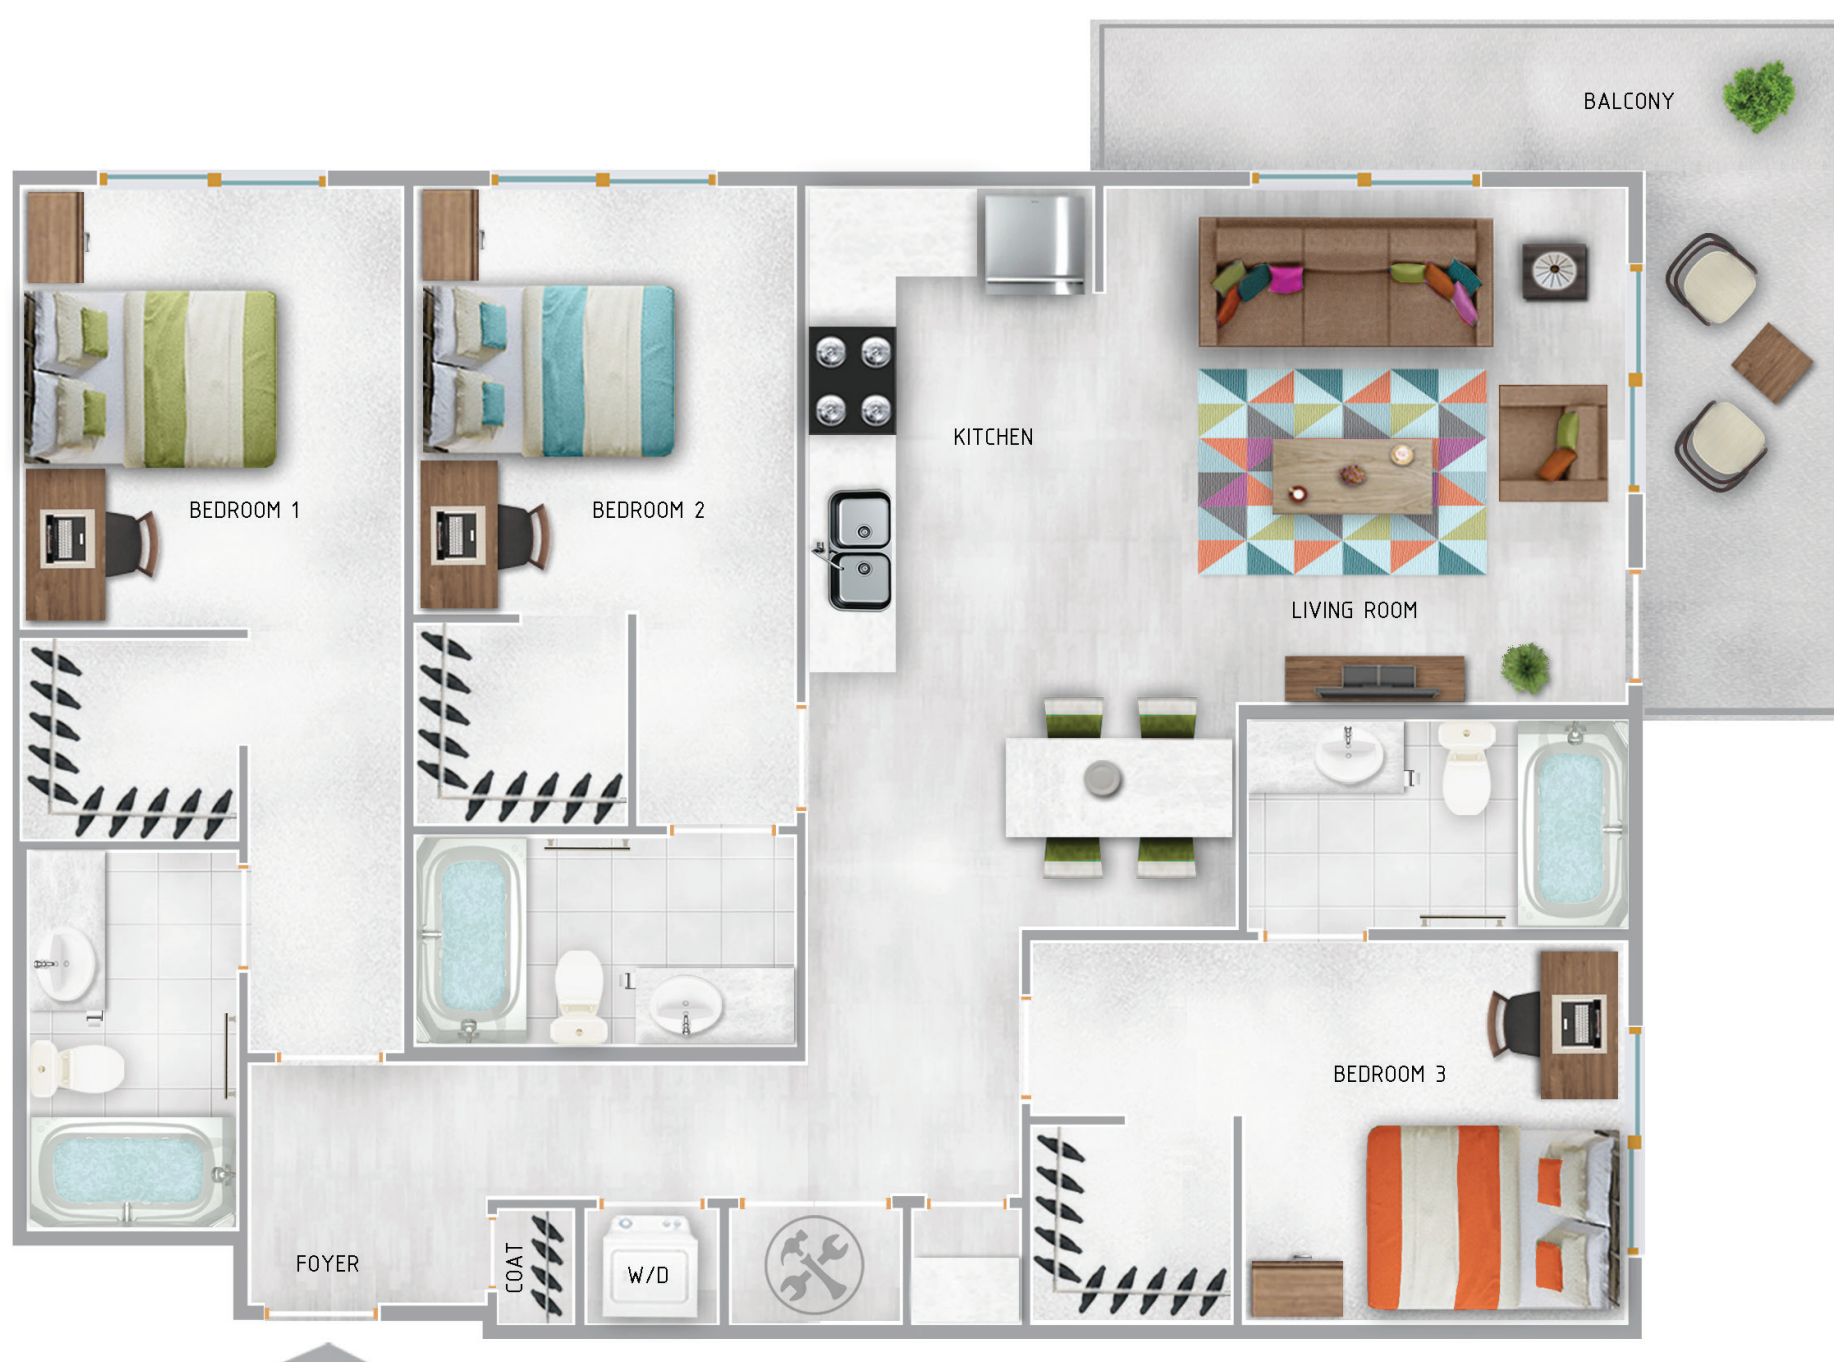 BALCONY
KITCHEN
BEDROOM 1
BEDROOM 2
LIVING ROOM
BEDROOM 3
FOYER
COAT
W/D